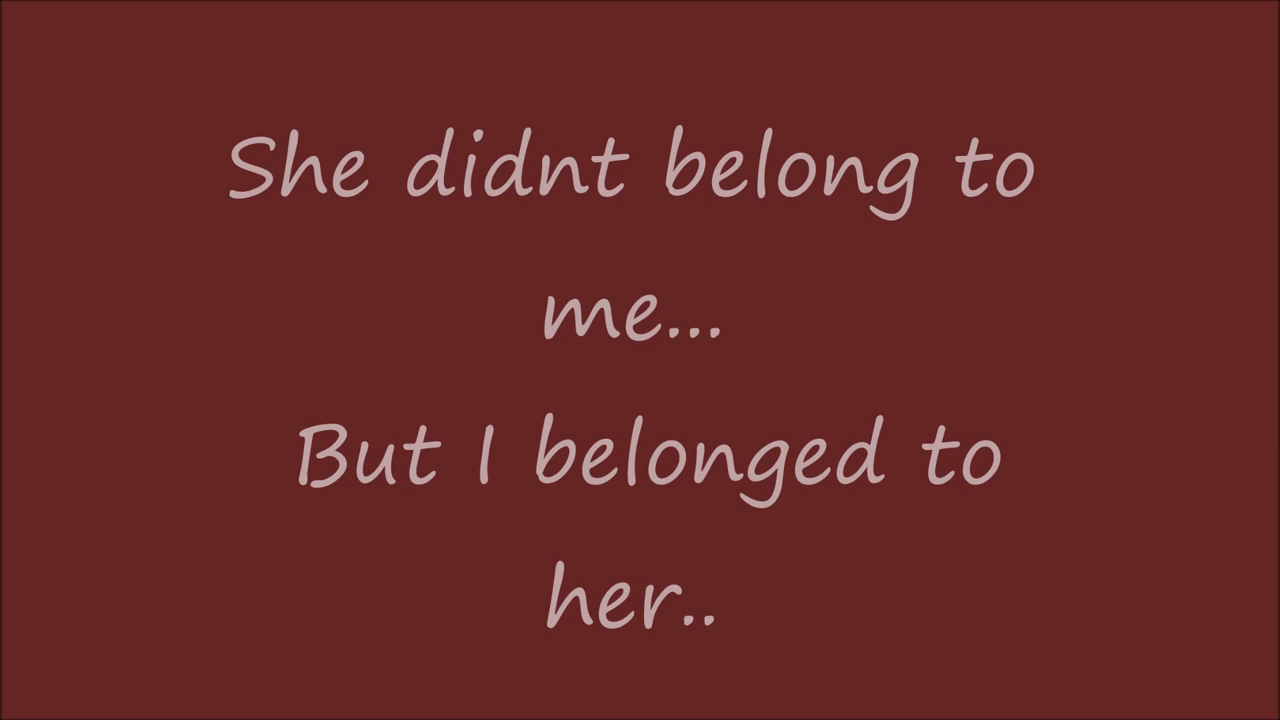 She didnt belong to
me...
But I belonged to
her..